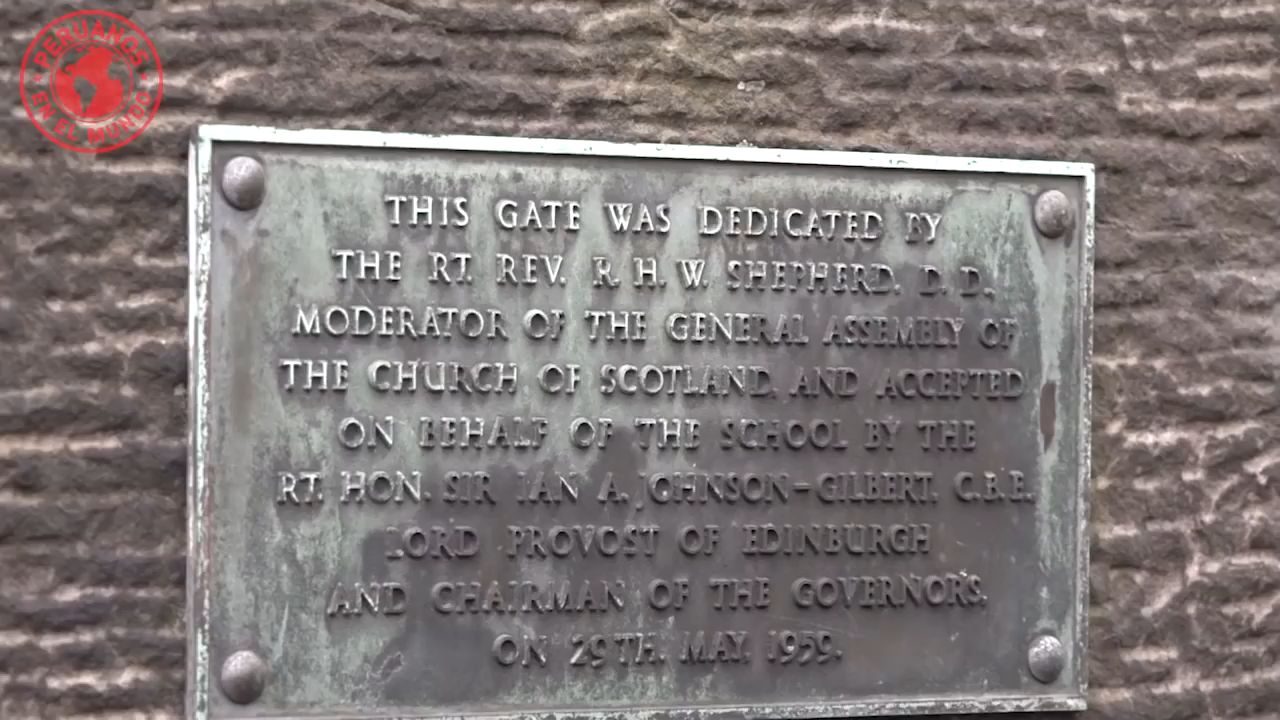 PERUANOS
EN EL MUNDO
THIS GATE WAS DEDICATED BY
THE RT. REV. R. H. W. SHEPHERD. D. D.,
MODERATOR OF THE GENERAL ASSEMBLY OF
THE CHURCH OF SCOTLAND, AND ACCEPTED
ON BEHALF OF THE SCHOOL BY THE
RT. HON. SIR IAN A. JOHNSON-GILBERT. C.B.E.
LORD PROVOST OF EDINBURGH
AND CHAIRMAN OF THE GOVERNORS.
ON 29TH. MAY. 1959.